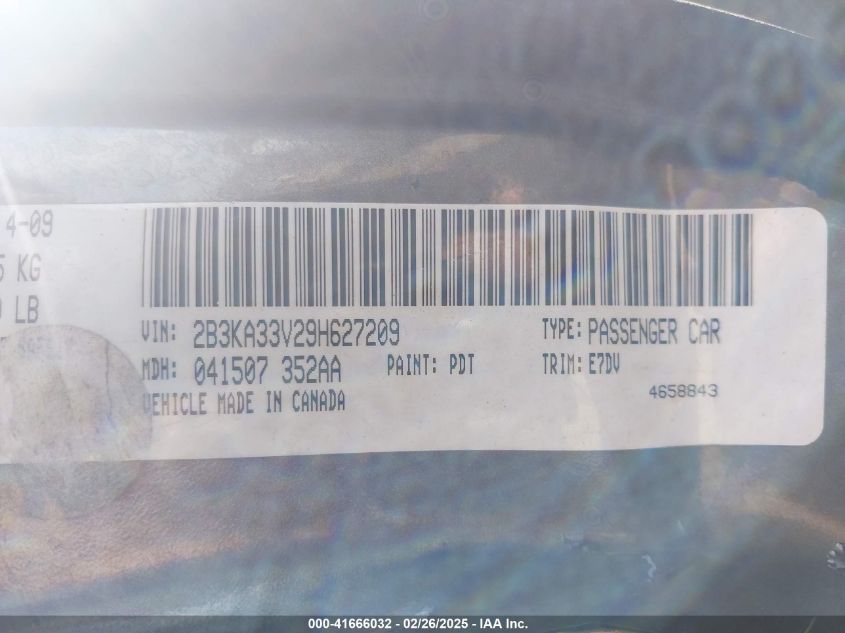 4-09
KG
LB
VIN: 2B3KA33V29H627209 TYPE: PASSENGER CAR
MDH: 041507 352AA PAINT: PDT TRIM: E7DV
VEHICLE MADE IN CANADA
4658843
000-41666032 - 02/26/2025 - IAA Inc.